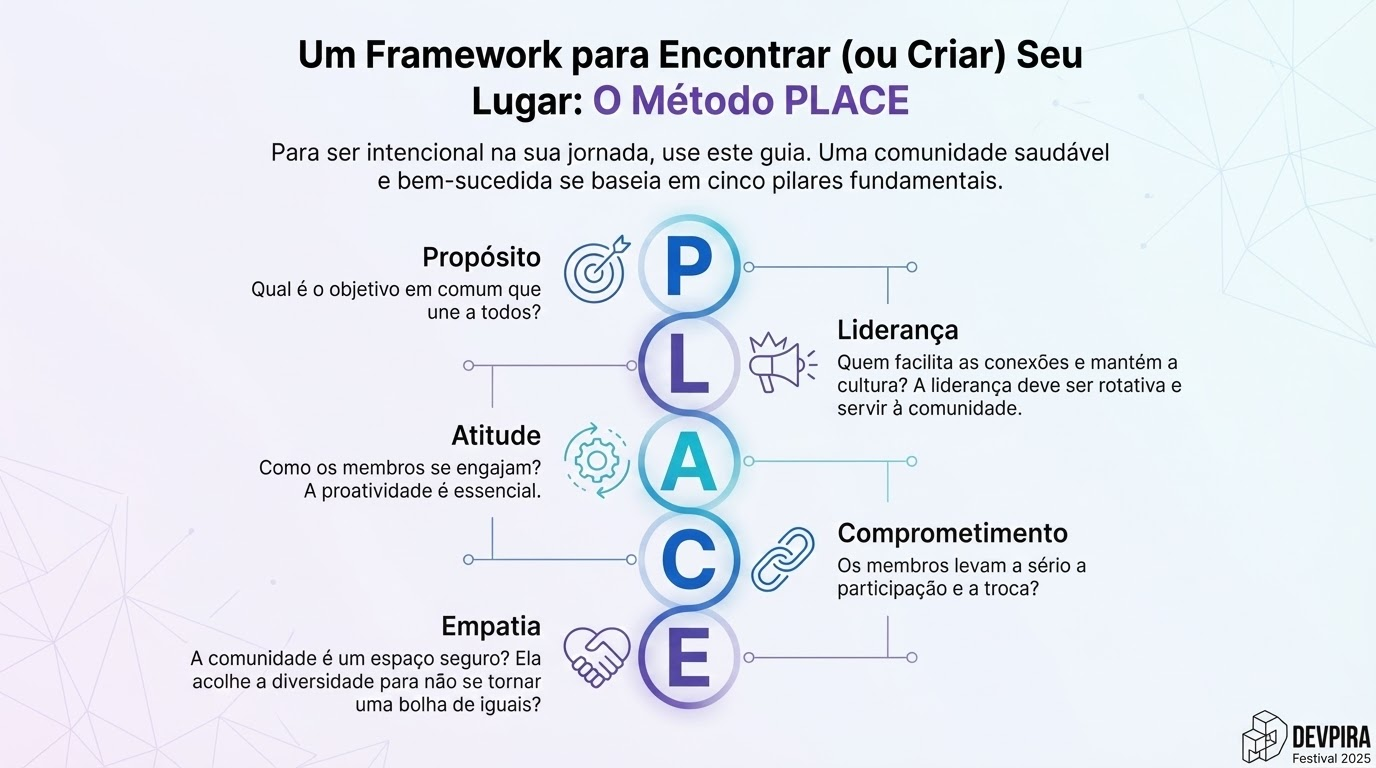 Um Framework para Encontrar (ou Criar) Seu
Lugar: O Método PLACE
Para ser intencional na sua jornada, use este guia. Uma comunidade saudável
e bem-sucedida se baseia em cinco pilares fundamentais.
P
Propósito
Qual é o objetivo em comum que
une a todos?
L
Liderança
Quem facilita as conexões e mantém a
cultura? A liderança deve ser rotativa e
servir à comunidade.
A
Atitude
Como os membros se engajam?
A proatividade é essencial.
C
Comprometimento
Os membros levam a sério a
participação e a troca?
E
Empatia
A comunidade é um espaço seguro? Ela
acolhe a diversidade para não se tornar
uma bolha de iguais?
DEVPIRA
Festival 2025